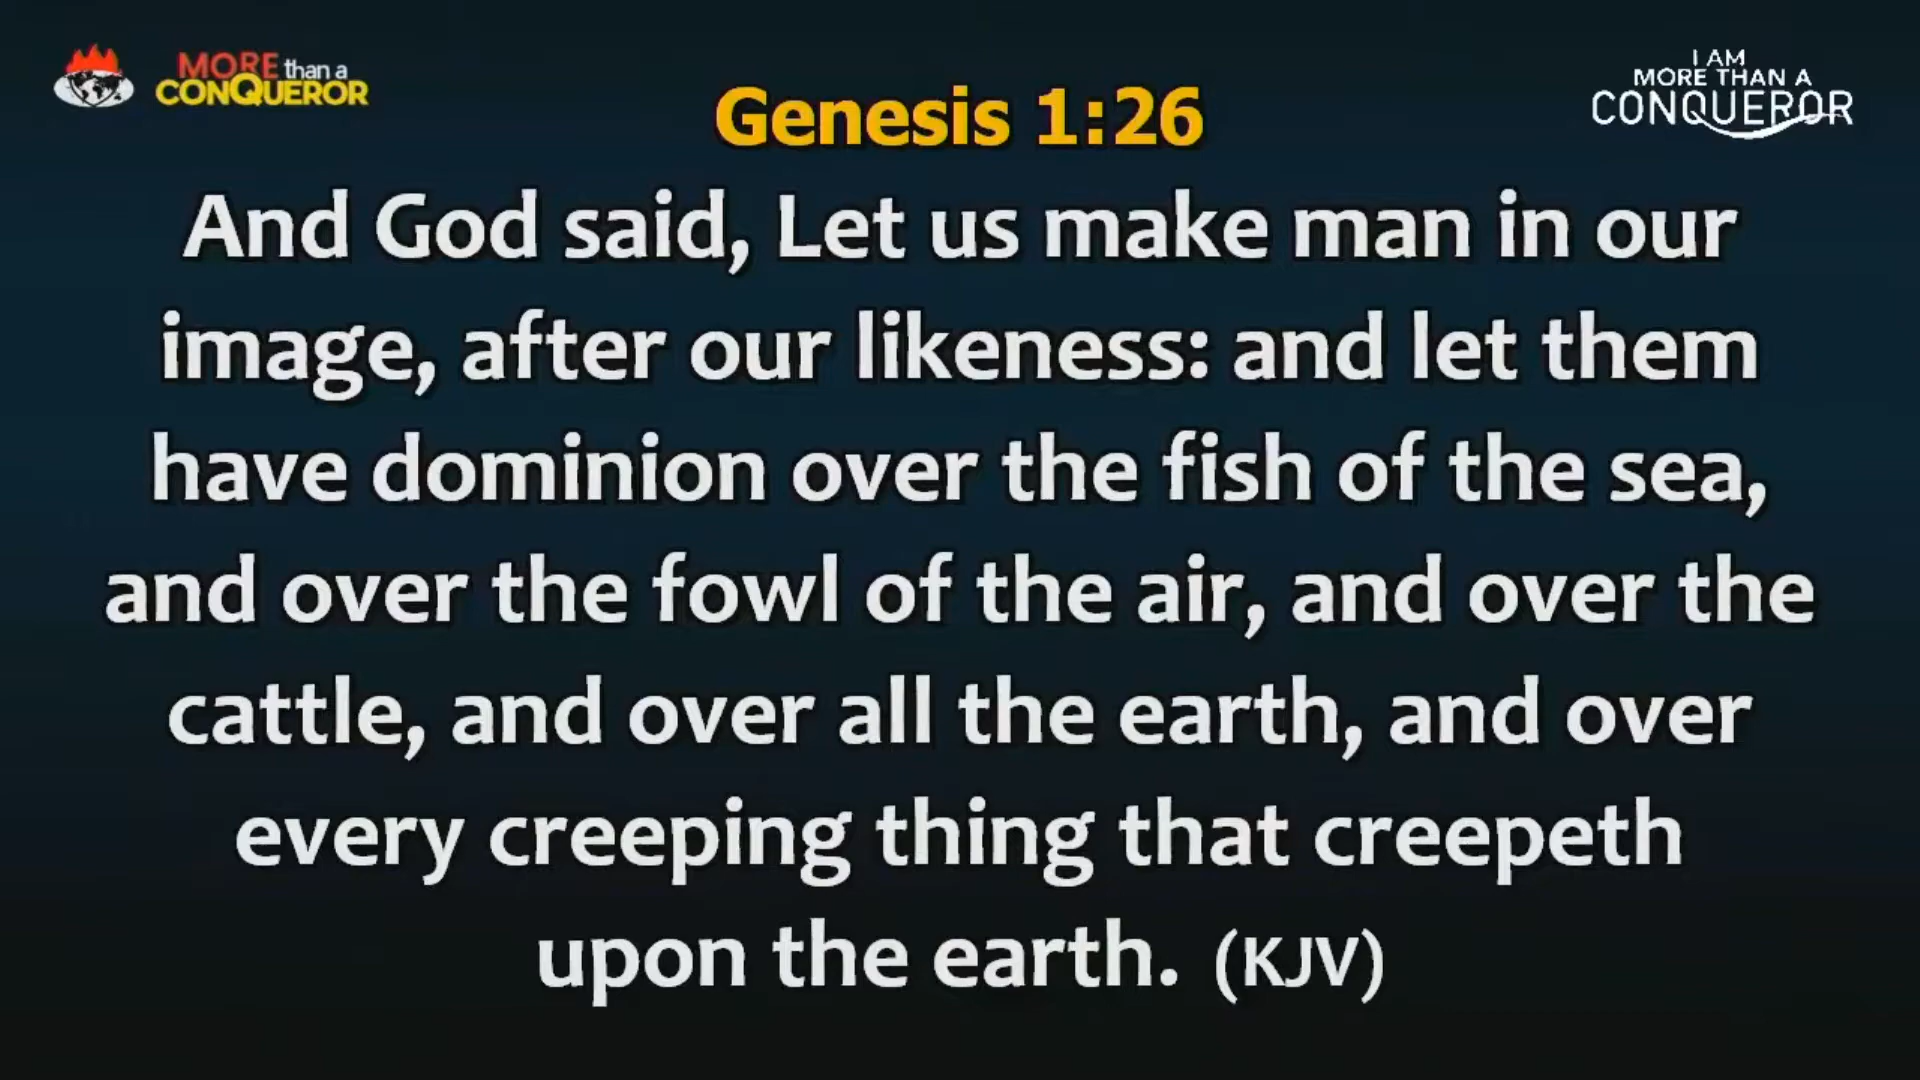 MORE than a
CONQUEROR
I AM
MORE THAN A
CONQUEROR
Genesis 1:26
And God said, Let us make man in our
image, after our likeness: and let them
have dominion over the fish of the sea,
and over the fowl of the air, and over the
cattle, and over all the earth, and over
every creeping thing that creepeth
upon the earth. (KJV)